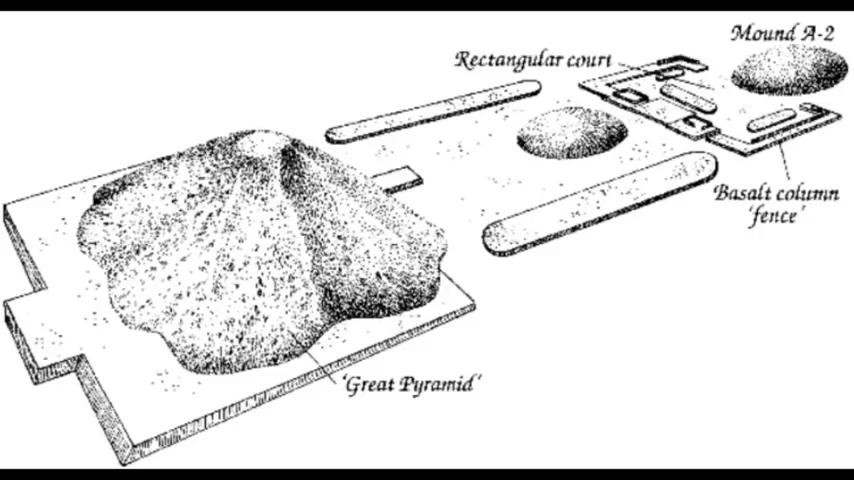 Mound A-2
Rectangular court
Basalt column
'fence'
'Great Pyramid'